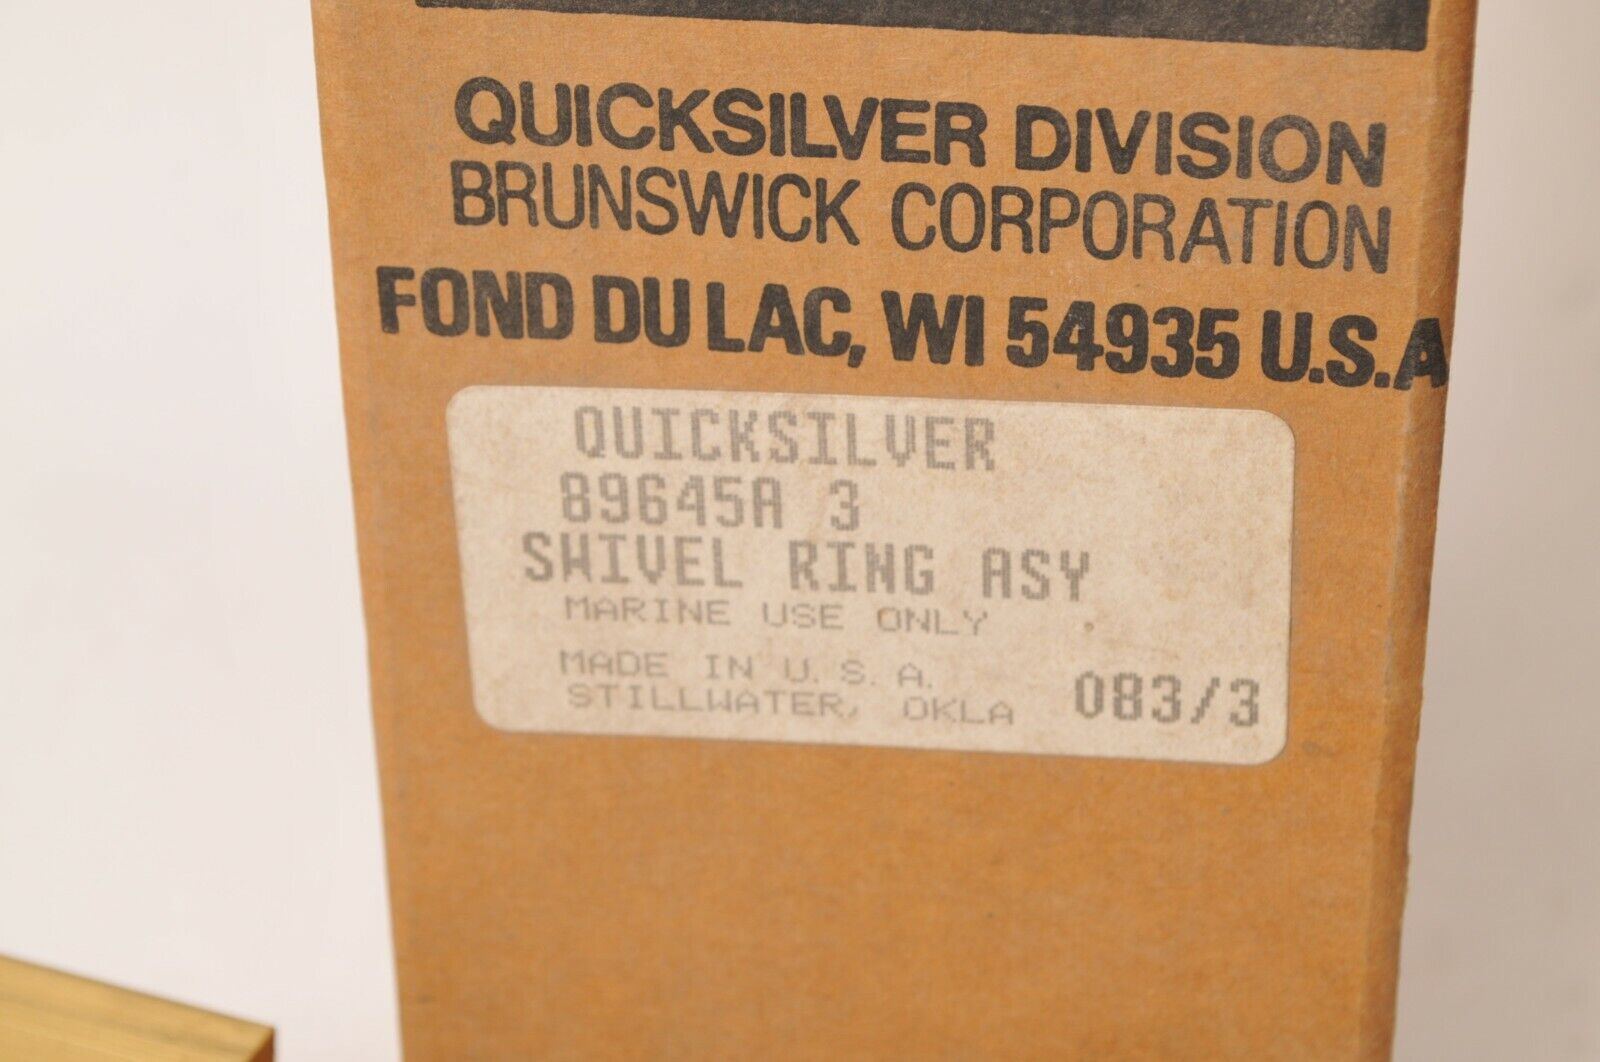 QUICKSILVER DIVISION
BRUNSWICK CORPORATION
FOND DU LAC, WI 54935 U.S.A
QUICKSILVER
89645A 3
SWIVEL RING ASY
MARINE USE ONLY
MADE IN U.S.A.
STILLWATER, OKLA 083/3